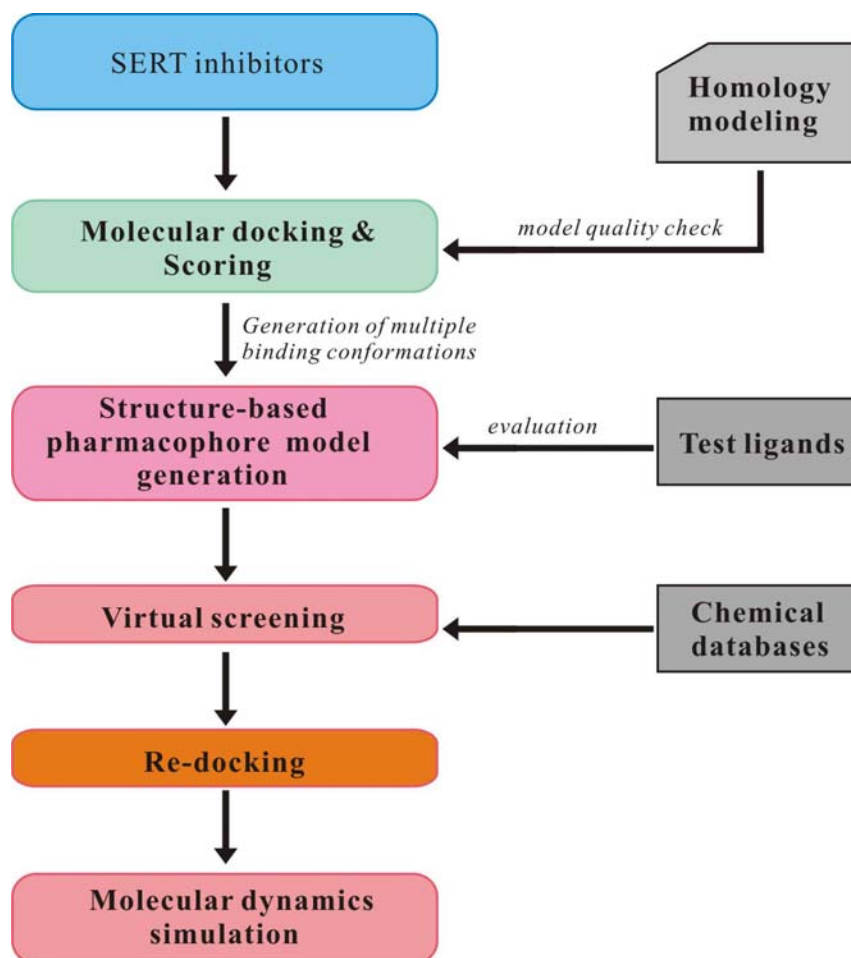 SERT inhibitors
Homology
modeling
Molecular docking &
Scoring
model quality check
Generation of multiple
binding conformations
Structure-based
pharmacophore model
generation
evaluation
Test ligands
Virtual screening
Chemical
databases
Re-docking
Molecular dynamics
simulation